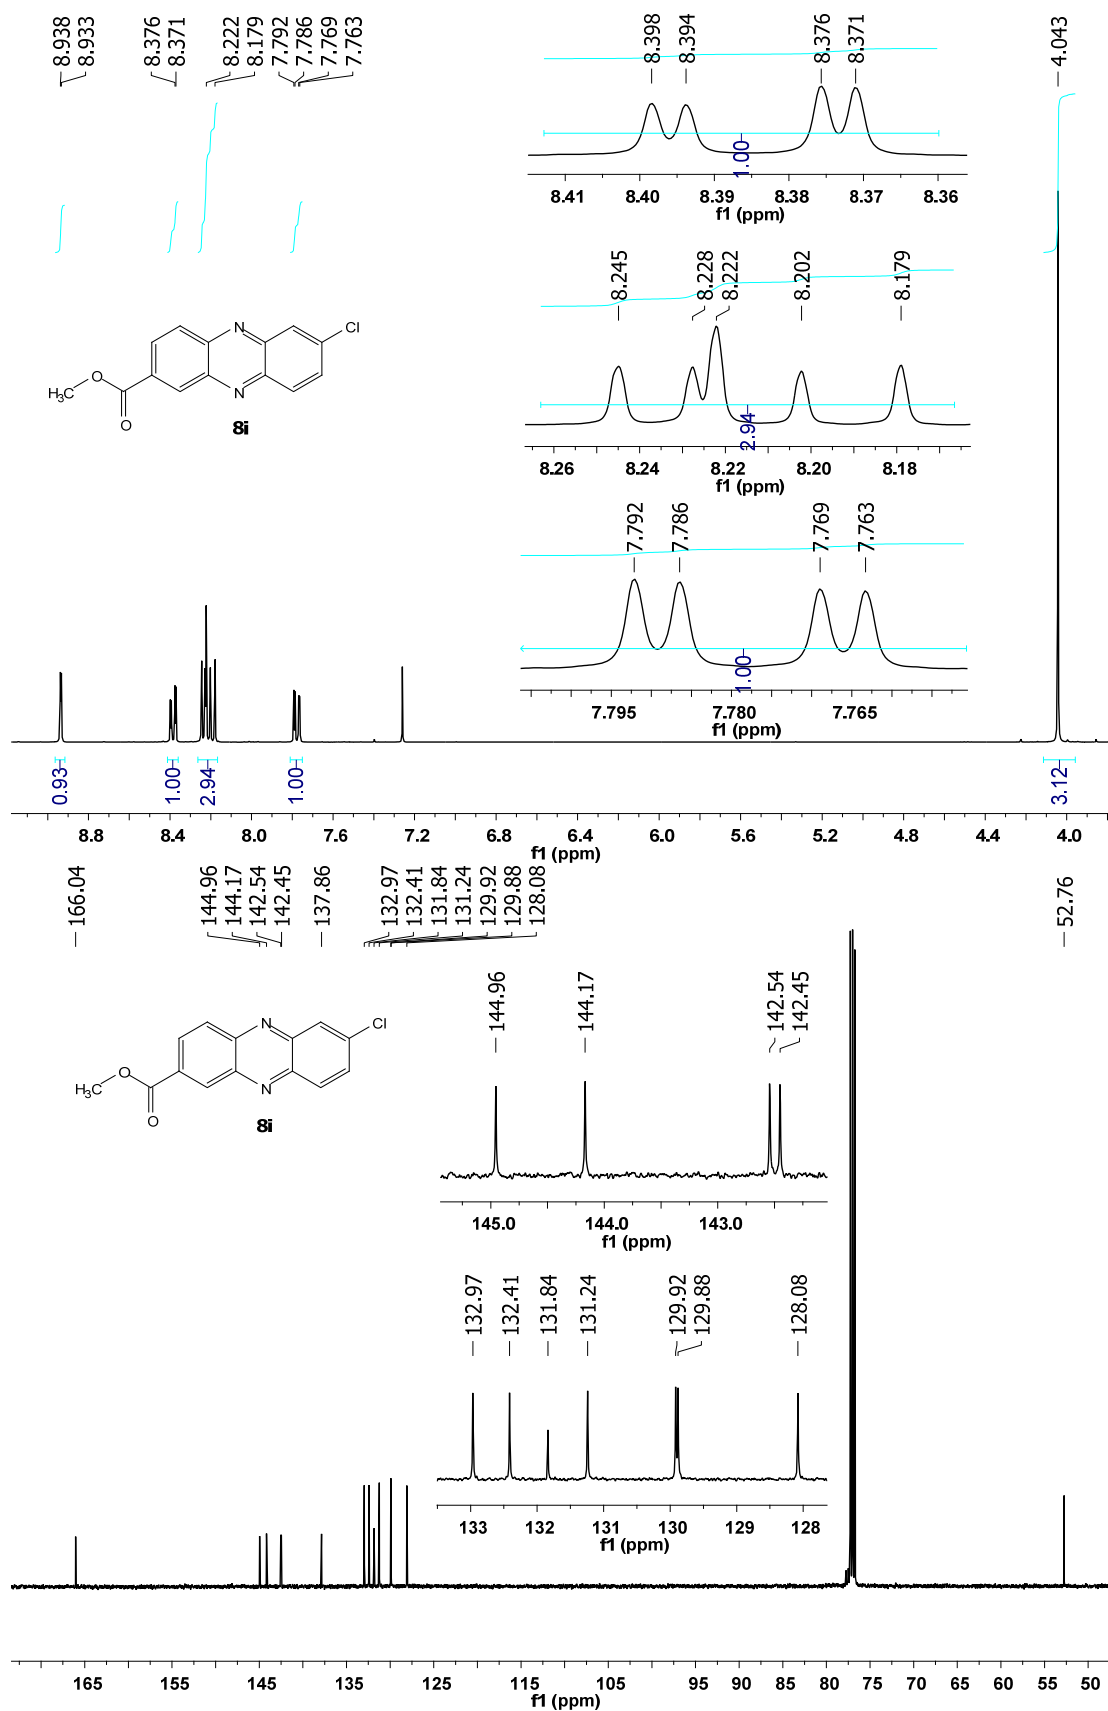 8.938
8.933
8.376
8.371
8.222
8.179
7.792
7.786
7.769
7.763
4.043
8.398
8.394
8.376
8.371
1.00
8.41 8.40 8.39 8.38 8.37 8.36
f1 (ppm)
8.245
8.228
8.222
8.202
8.179
2.94
8.26 8.24 8.22 8.20 8.18
f1 (ppm)
7.792
7.786
7.769
7.763
1.00
7.795 7.780 7.765
f1 (ppm)
N
Cl
O
H3C
N
O
8i
0.93
1.00
2.94
1.00
3.12
8.8 8.4 8.0 7.6 7.2 6.8 6.4 6.0 5.6 5.2 4.8 4.4 4.0
f1 (ppm)
166.04
144.96
144.17
142.54
142.45
137.86
132.97
132.41
131.84
131.24
129.92
129.88
128.08
52.76
N
Cl
O
H3C
N
O
8i
144.96
144.17
142.54
142.45
145.0 144.0 143.0
f1 (ppm)
132.97
132.41
131.84
131.24
129.92
129.88
128.08
133 132 131 130 129 128
f1 (ppm)
165 155 145 135 125 115 105 95 90 85 80 75 70 65 60 55 50
f1 (ppm)